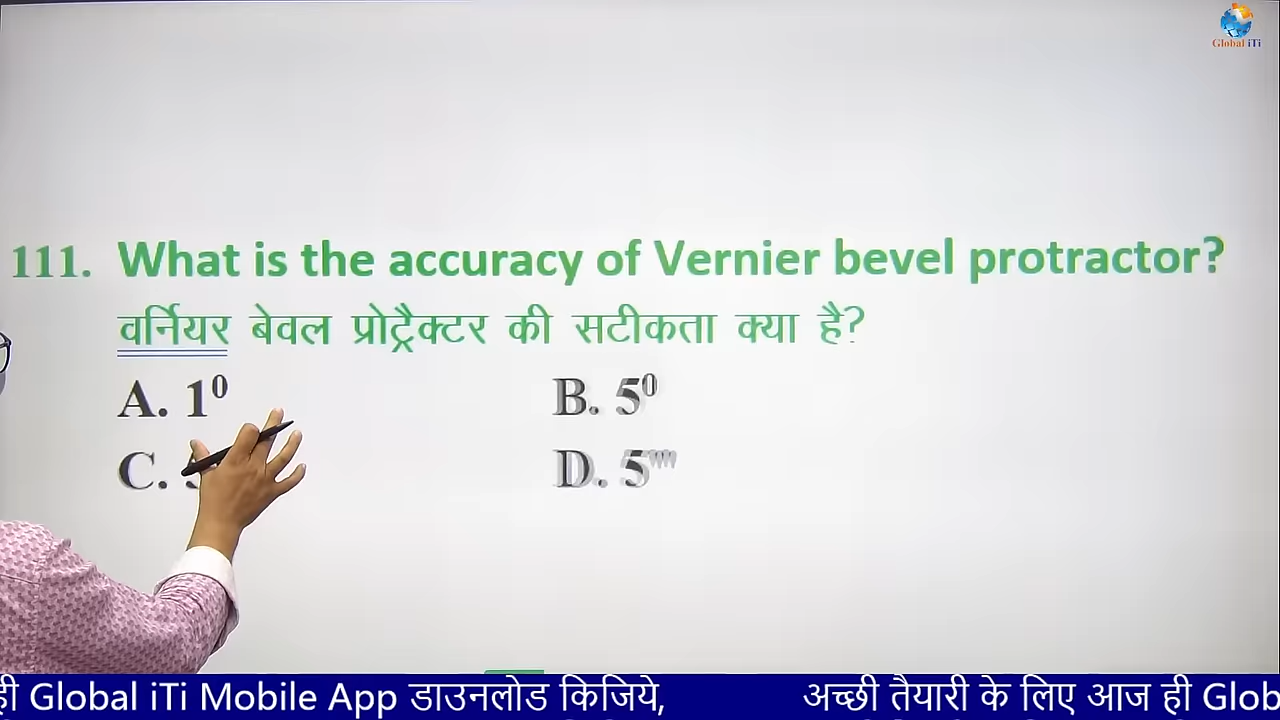 Global iTi
111. What is the accuracy of Vernier bevel protractor?
वर्नियर बेवल प्रोट्रैक्टर की सटीकता क्या है?
A. 1⁰ B. 5⁰
C. D. 5
ही Global iTi Mobile App डाउनलोड किजिये, अच्छी तैयारी के लिए आज ही Glob